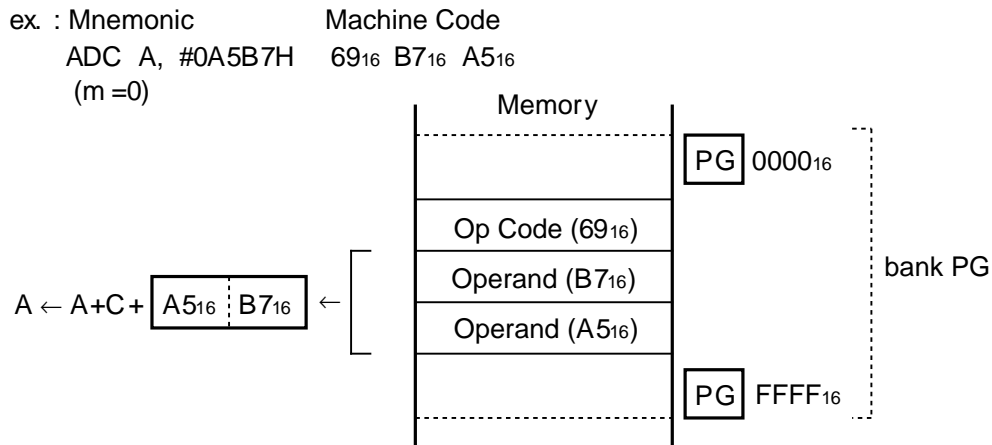 ex. : Mnemonic Machine Code
ADC A, #0A5B7H 69₁₆ B7₁₆ A5₁₆
(m =0)
Memory
PG 0000₁₆
Op Code (69₁₆)
Operand (B7₁₆)
bank PG
A ← A+C+ A5₁₆ B7₁₆ ←
Operand (A5₁₆)
PG FFFF₁₆